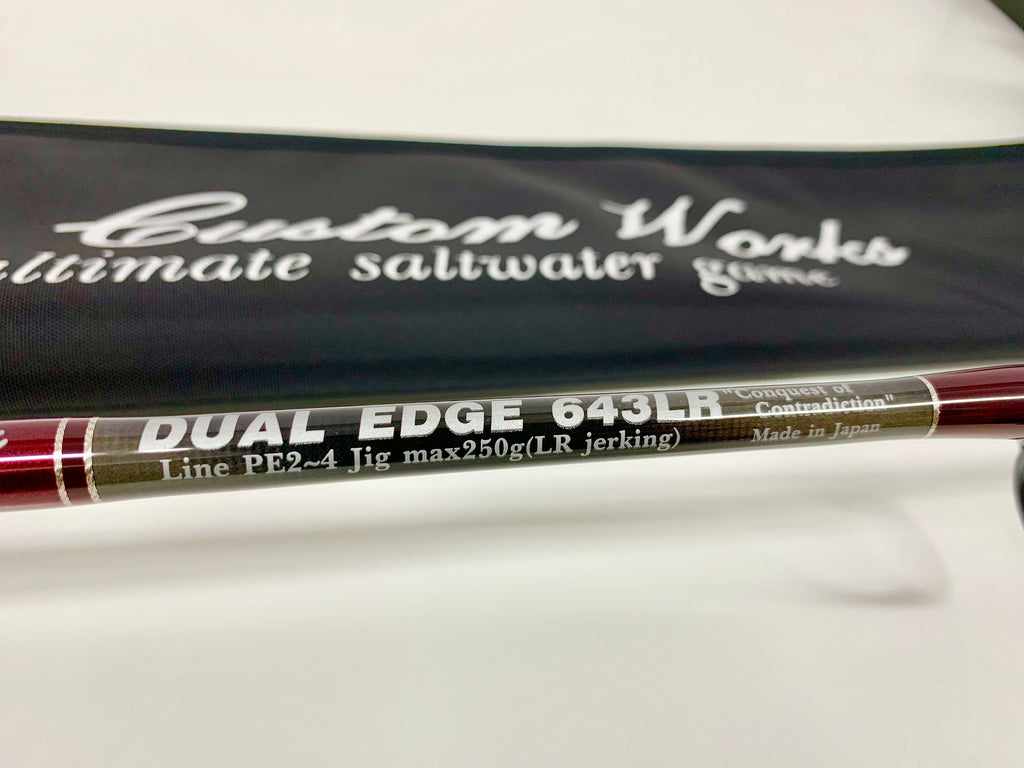 Custom Works
ultimate saltwater game
DUAL EDGE 643LR
"Conquest of
Contradiction"
Line PE2~4 Jig max250g(LR jerking)
Made in Japan